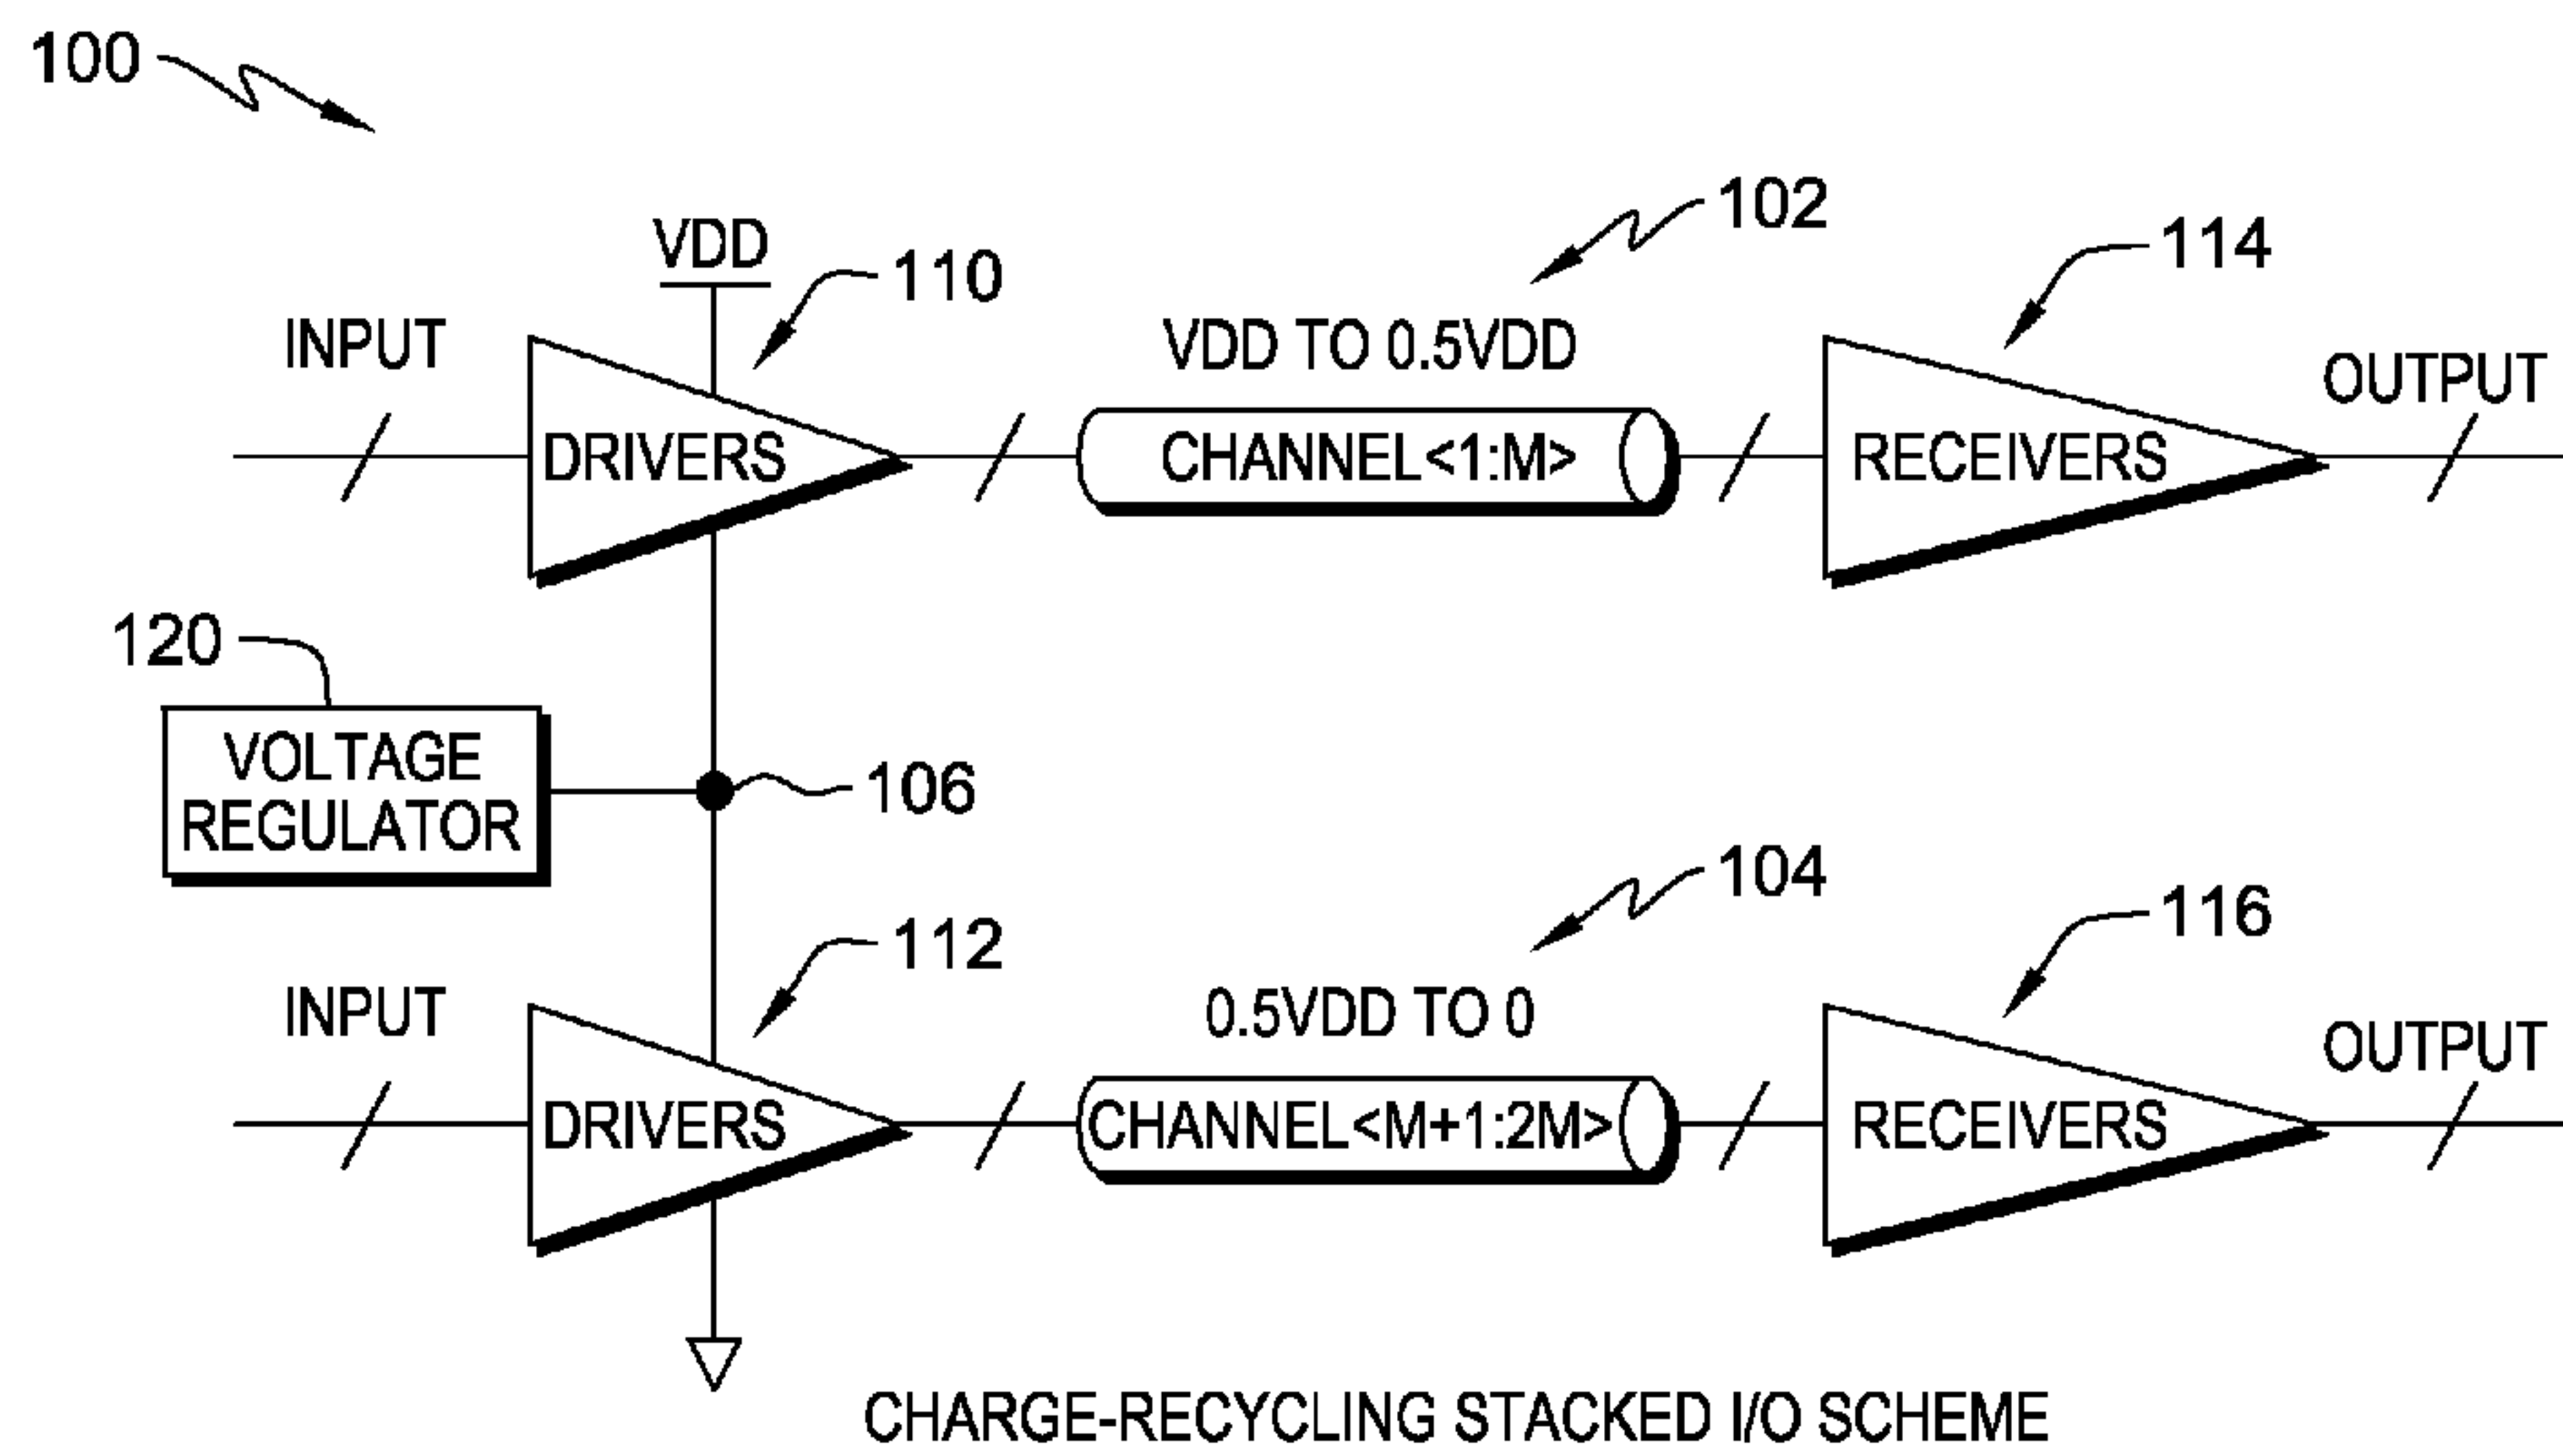 100
102
VDD
114
110
INPUT
VDD TO 0.5VDD
OUTPUT
DRIVERS
CHANNEL<1:M>
RECEIVERS
120
VOLTAGE
REGULATOR
106
104
116
112
INPUT
0.5VDD TO 0
OUTPUT
DRIVERS
CHANNEL<M+1:2M>
RECEIVERS
CHARGE-RECYCLING STACKED I/O SCHEME